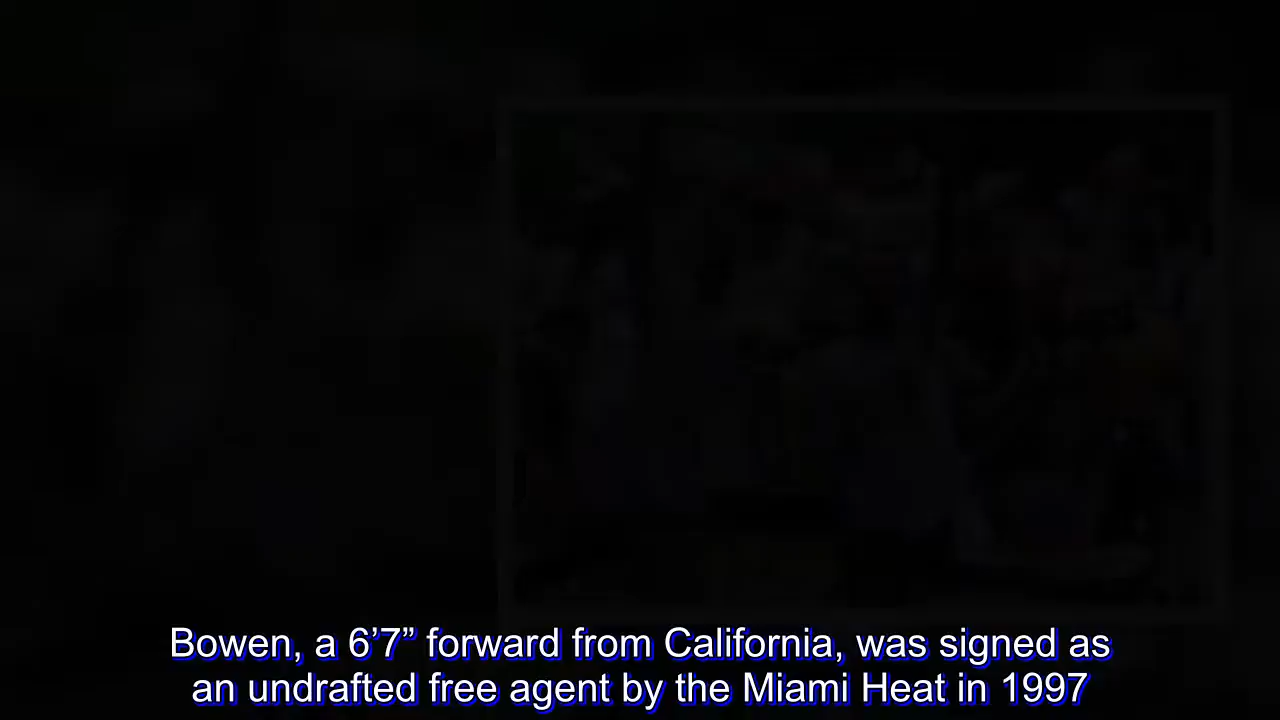 Bowen, a 6’7” forward from California, was signed as
an undrafted free agent by the Miami Heat in 1997